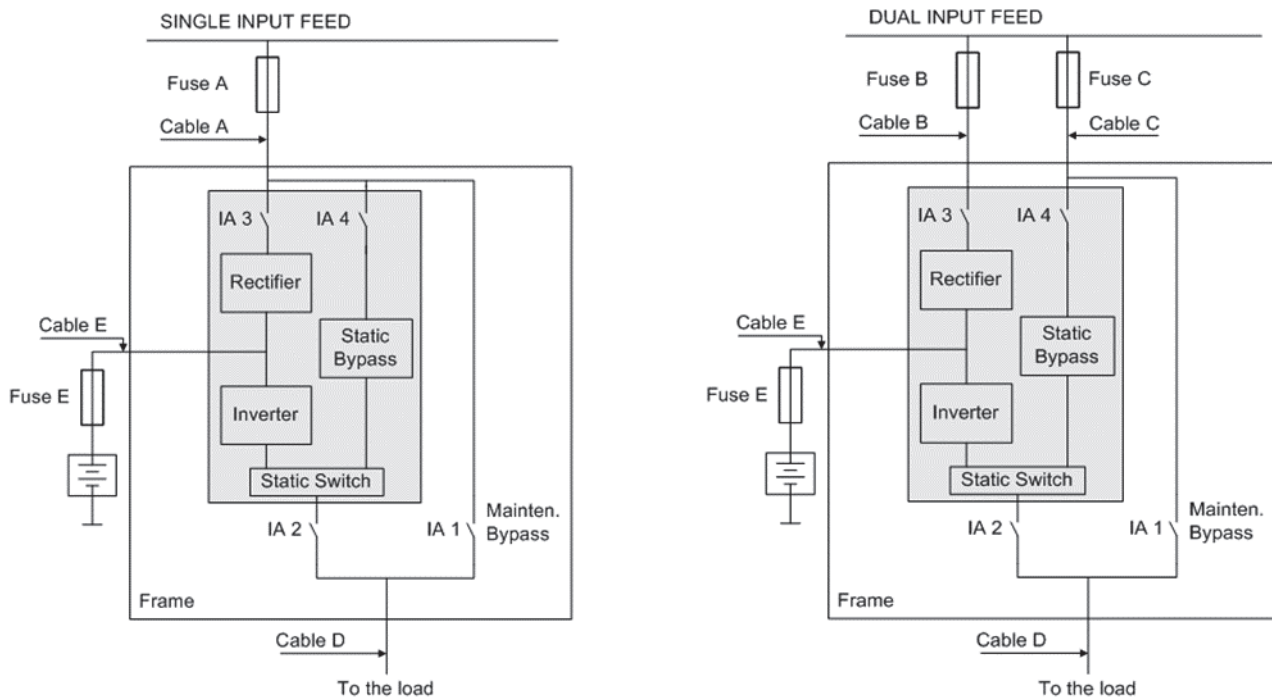 SINGLE INPUT FEED
Fuse A
Cable A
IA 3
IA 4
Rectifier
Cable E
Static
Bypass
Fuse E
Inverter
Static Switch
IA 2
IA 1
Mainten.
Bypass
Frame
Cable D
To the load
DUAL INPUT FEED
Fuse B
Fuse C
Cable B
Cable C
IA 3
IA 4
Rectifier
Cable E
Static
Bypass
Fuse E
Inverter
Static Switch
IA 2
IA 1
Mainten.
Bypass
Frame
Cable D
To the load